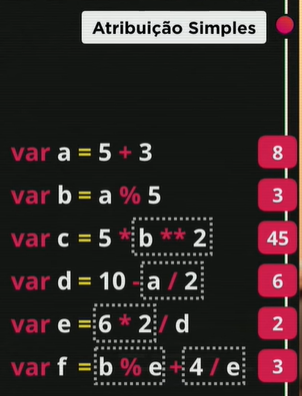 Atribuição Simples
var a = 5 + 3 8
var b = a % 5 3
var c = 5 * b ** 2 45
var d = 10 - a / 2 6
var e = 6 * 2 / d 2
var f = b % e + 4 / e 3